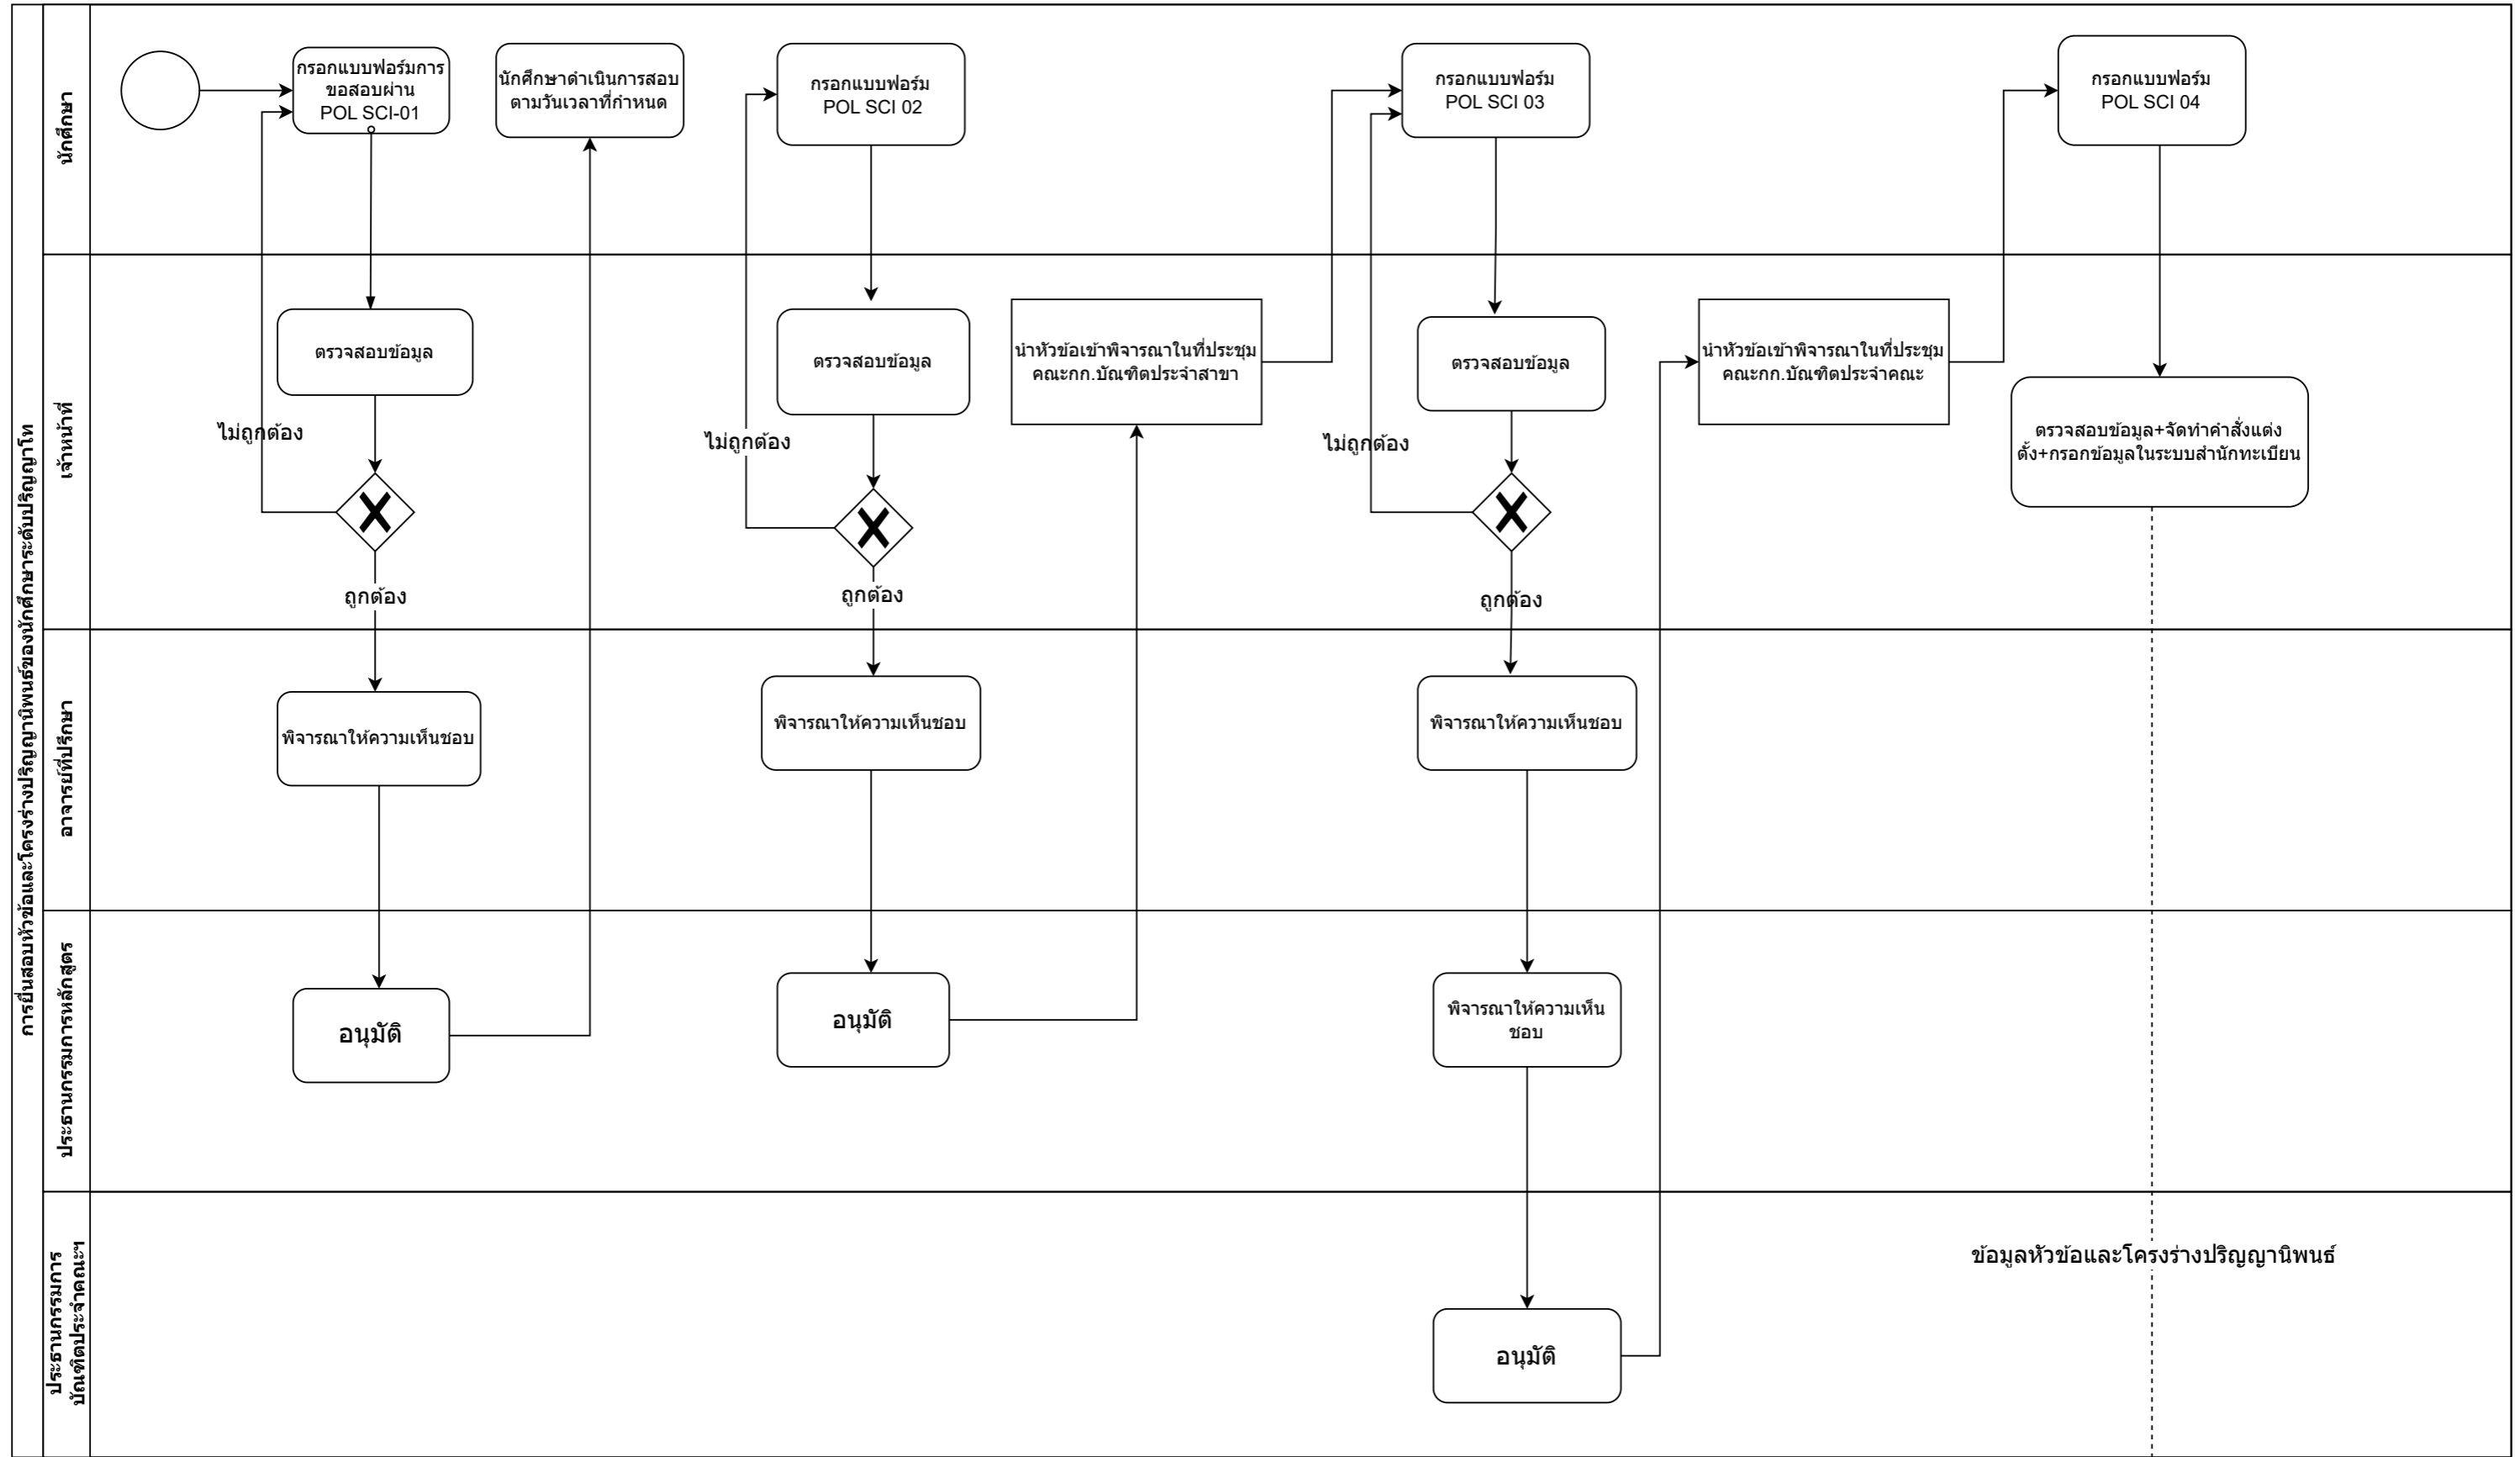 การยื่นสอบหัวข้อและโครงร่างปริญญานิพนธ์ของนักศึกษาระดับปริญญาโท
นักศึกษา
กรอกแบบฟอร์มการ
ขอสอบผ่าน
POL SCI-01
นักศึกษาดำเนินการสอบ
ตามวันเวลาที่กำหนด
กรอกแบบฟอร์ม
POL SCI 02
กรอกแบบฟอร์ม
POL SCI 03
กรอกแบบฟอร์ม
POL SCI 04
เจ้าหน้าที่
ตรวจสอบข้อมูล
ไม่ถูกต้อง
ถูกต้อง
ตรวจสอบข้อมูล
ไม่ถูกต้อง
ถูกต้อง
นำหัวข้อเข้าพิจารณาในที่ประชุม
คณะกก.บัณฑิตประจำสาขา
ตรวจสอบข้อมูล
ไม่ถูกต้อง
ถูกต้อง
นำหัวข้อเข้าพิจารณาในที่ประชุม
คณะกก.บัณฑิตประจำคณะ
ตรวจสอบข้อมูล+จัดทำคำสั่งแต่ง
ตั้ง+กรอกข้อมูลในระบบสำนักทะเบียน
อาจารย์ที่ปรึกษา
พิจารณาให้ความเห็นชอบ
พิจารณาให้ความเห็นชอบ
พิจารณาให้ความเห็นชอบ
ประธานกรรมการหลักสูตร
อนุมัติ
อนุมัติ
พิจารณาให้ความเห็น
ชอบ
ประธานกรรมการ
บัณฑิตประจำคณะฯ
อนุมัติ
ข้อมูลหัวข้อและโครงร่างปริญญานิพนธ์